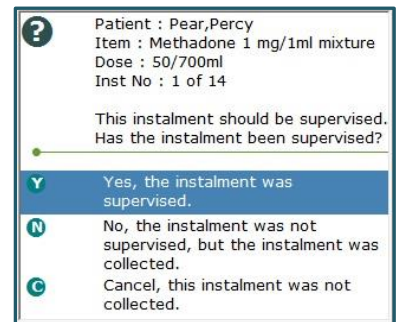 ?
Patient : Pear,Percy
Item : Methadone 1 mg/1ml mixture
Dose : 50/700ml
Inst No : 1 of 14
This instalment should be supervised.
Has the instalment been supervised?
Y Yes, the instalment was
supervised.
N No, the instalment was not
supervised, but the instalment was
collected.
C Cancel, this instalment was not
collected.